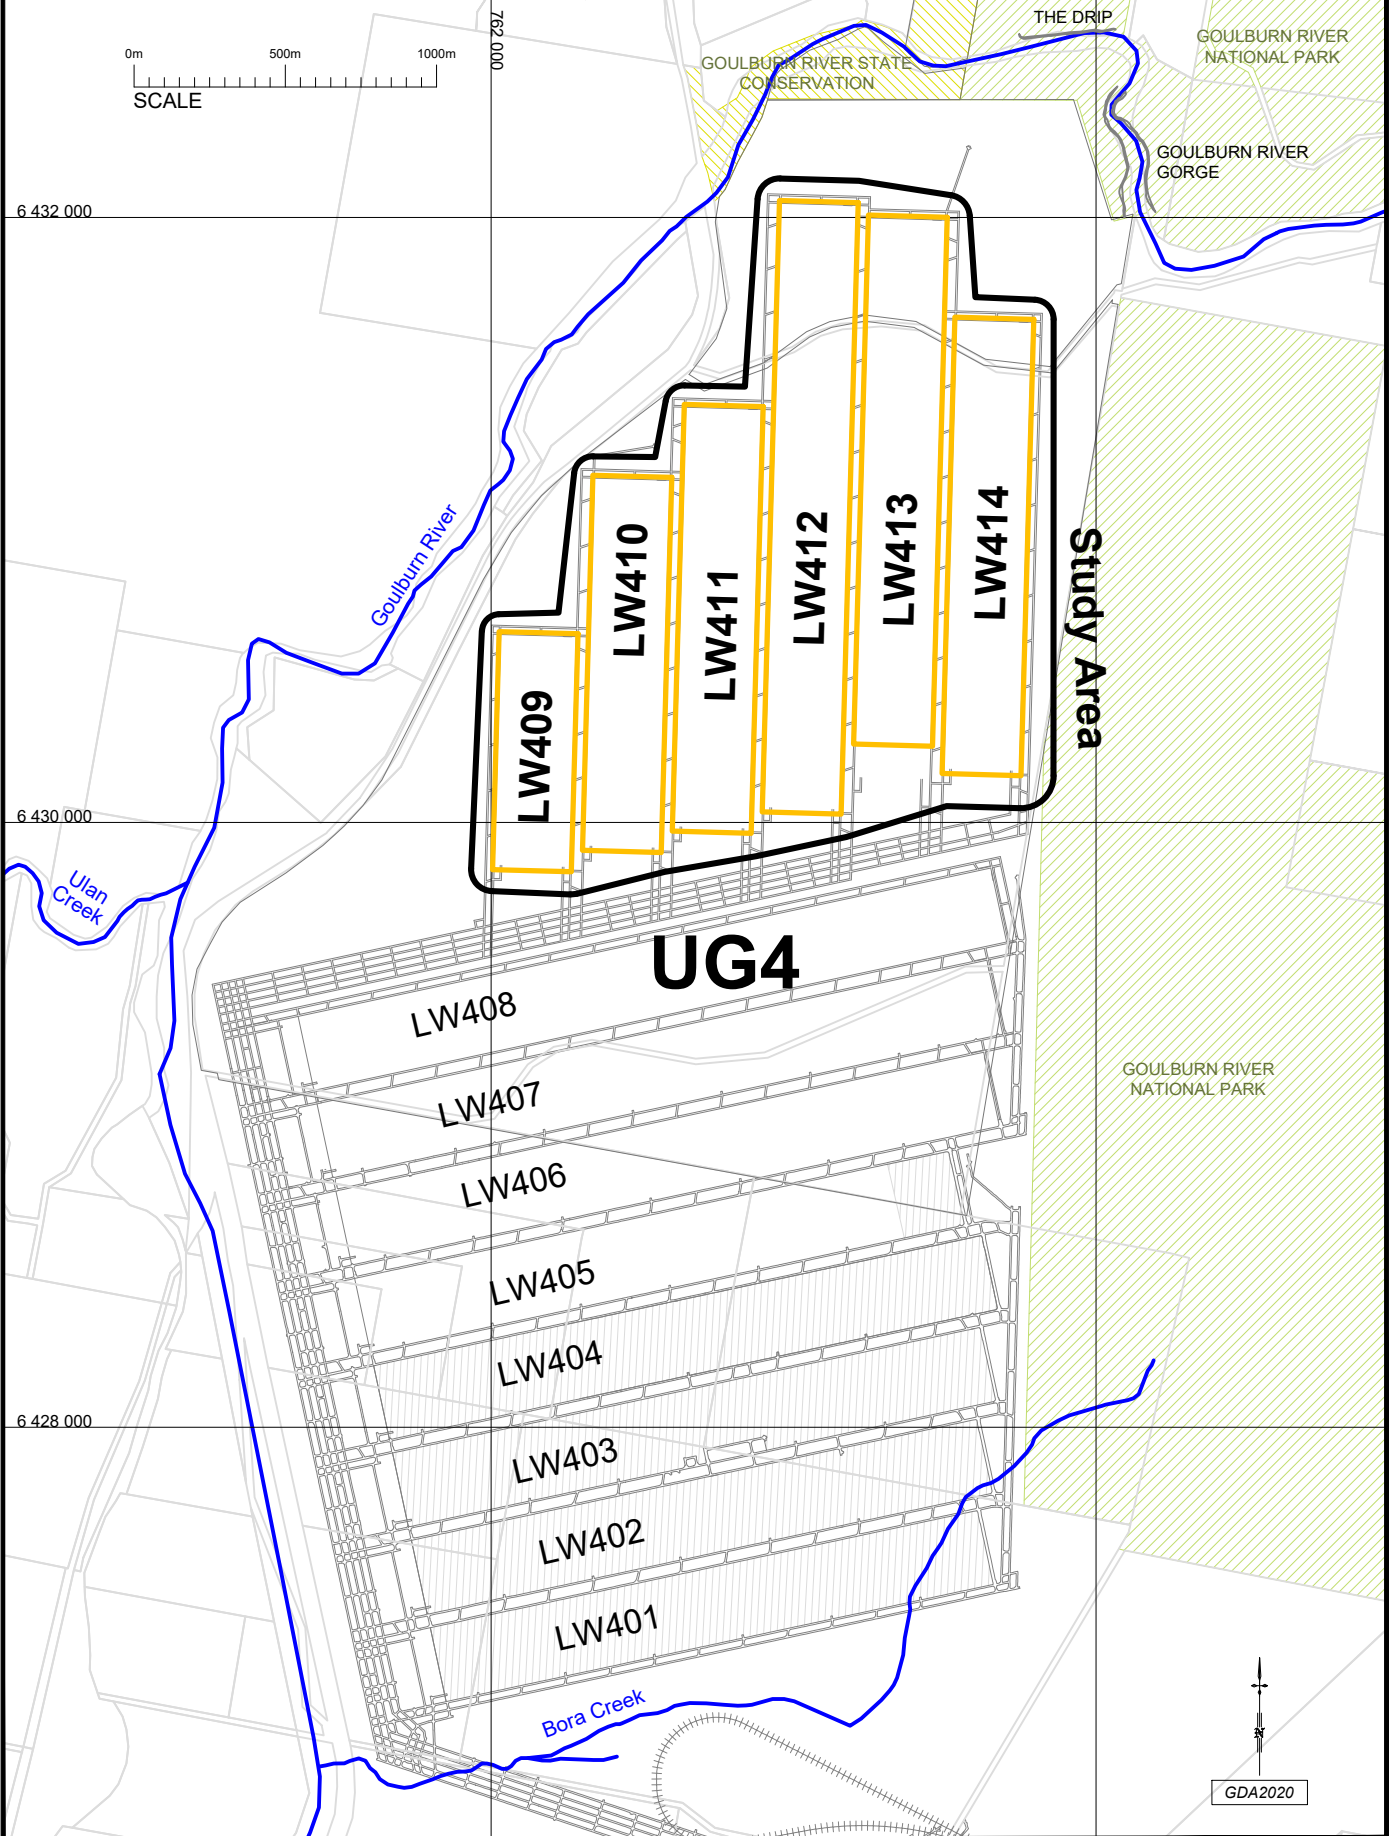 THE DRIP
762 000
0m 500m 1000m
SCALE
GOULBURN RIVER STATE
CONSERVATION
GOULBURN RIVER
NATIONAL PARK
GOULBURN RIVER
GORGE
6 432 000
Goulburn River
LW409
LW410
LW411
LW412
LW413
LW414
Study Area
6 430 000
Ulan
Creek
UG4
LW408
LW407
LW406
LW405
LW404
LW403
LW402
LW401
GOULBURN RIVER
NATIONAL PARK
6 428 000
Bora Creek
N
GDA2020